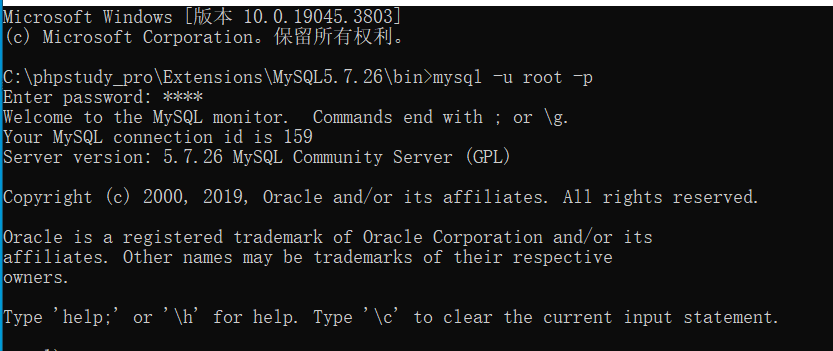 Microsoft Windows [版本 10.0.19045.3803]
(c) Microsoft Corporation。保留所有权利。
C:\phpstudy_pro\Extensions\MySQL5.7.26\bin>mysql -u root -p
Enter password: ****
Welcome to the MySQL monitor.  Commands end with ; or \g.
Your MySQL connection id is 159
Server version: 5.7.26 MySQL Community Server (GPL)
Copyright (c) 2000, 2019, Oracle and/or its affiliates. All rights reserved.
Oracle is a registered trademark of Oracle Corporation and/or its
affiliates. Other names may be trademarks of their respective
owners.
Type 'help;' or '\h' for help. Type '\c' to clear the current input statement.